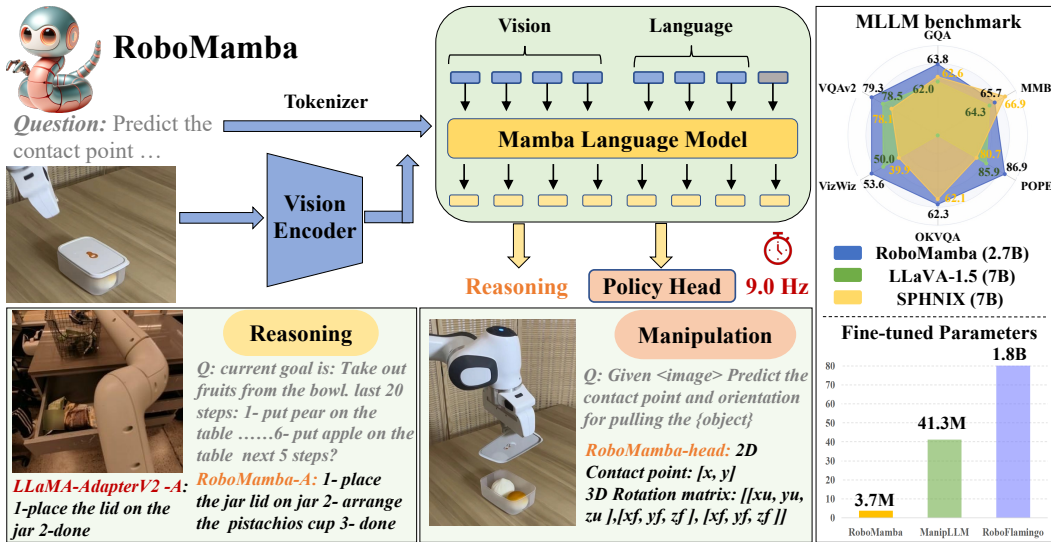 RoboMamba
Question: Predict the
contact point …
Tokenizer
Vision
Encoder
Vision
Language
Mamba Language Model
Reasoning
Policy Head
9.0 Hz
MLLM benchmark
GQA
63.8
62.6
62.0
VQAv2
79.3
78.5
78.1
65.7
MMB
66.9
64.3
50.0
39.9
VizWiz
53.6
80.7
85.9
86.9
POPE
62.1
62.3
OKVQA
RoboMamba (2.7B)
LLaVA-1.5 (7B)
SPHNIX (7B)
Reasoning
Q: current goal is: Take out
fruits from the bowl. last 20
steps: 1- put pear on the
table ……6- put apple on the
table next 5 steps?
LLaMA-AdapterV2 -A:
1-place the lid on the
jar 2-done
RoboMamba-A: 1- place
the jar lid on jar 2- arrange
the pistachios cup 3- done
Manipulation
Q: Given <image> Predict the
contact point and orientation
for pulling the {object}
RoboMamba-head: 2D
Contact point: [x, y]
3D Rotation matrix: [[xu, yu,
zu ],[xf, yf, zf ], [xf, yf, zf ]]
Fine-tuned Parameters
1.8B
80
70
60
50
40
30
20
10
0
41.3M
3.7M
RoboMamba
ManipLLM
RoboFlamingo